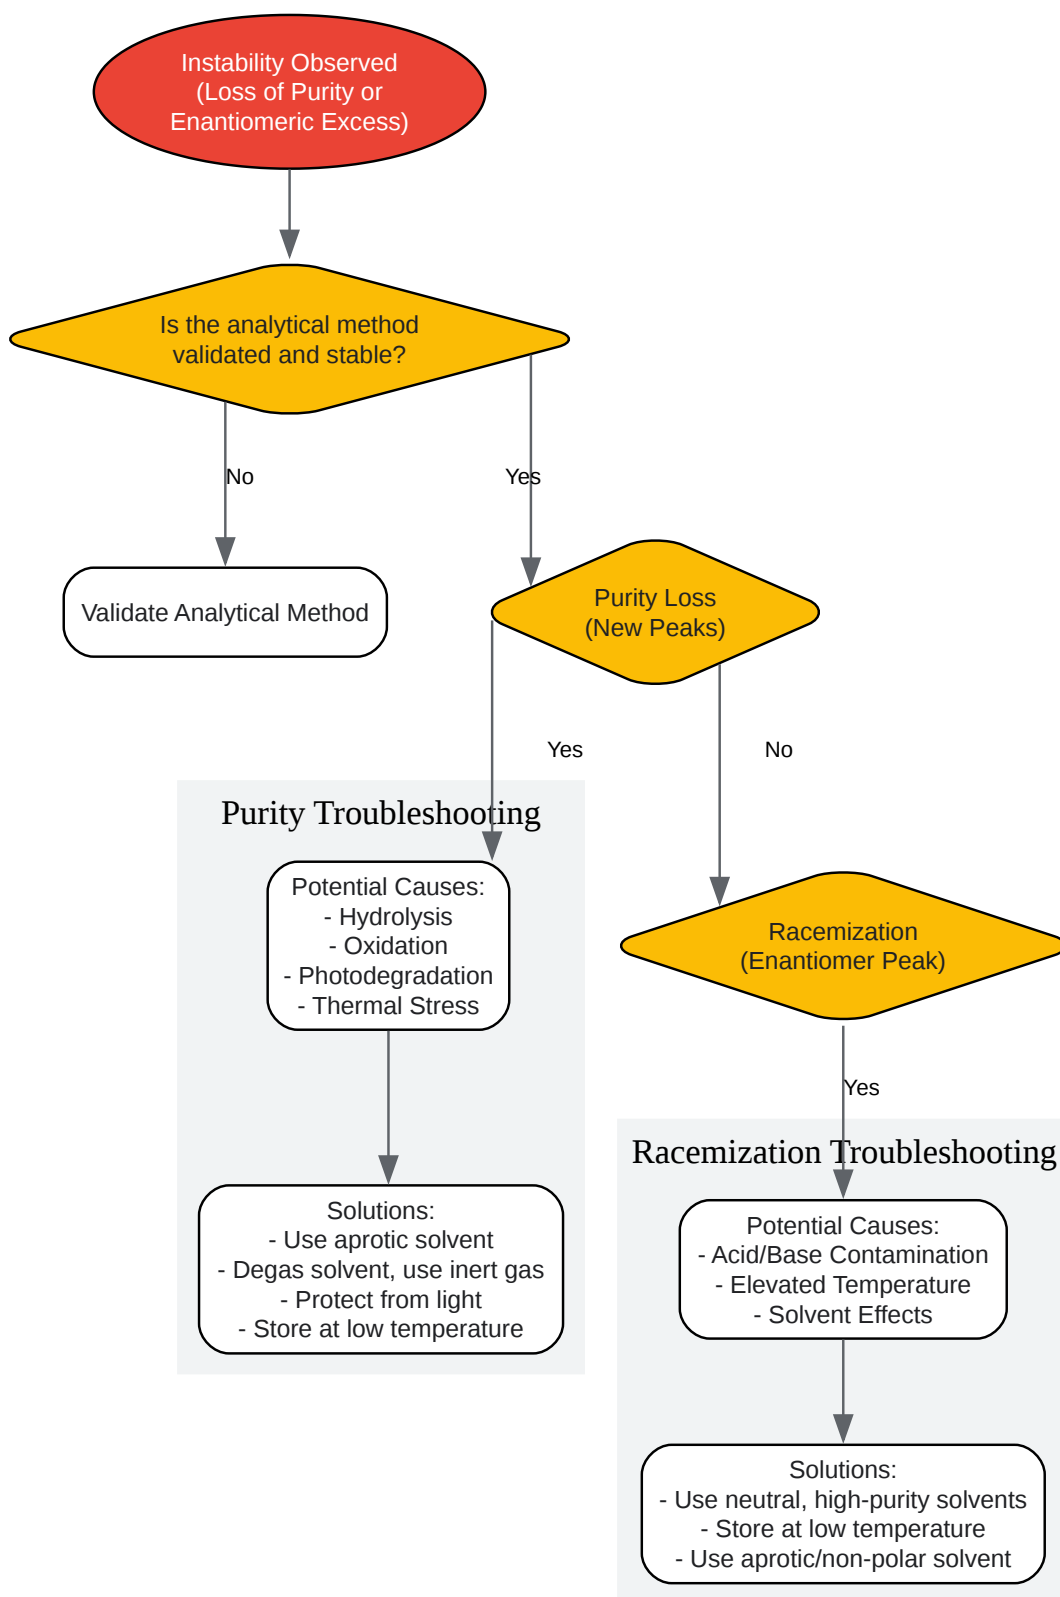 Instability Observed
(Loss of Purity or
Enantiomeric Excess)
Is the analytical method
validated and stable?
No
Yes
Validate Analytical Method
Purity Loss
(New Peaks)
Yes
No
Purity Troubleshooting
Potential Causes:
- Hydrolysis
- Oxidation
- Photodegradation
- Thermal Stress
Racemization
(Enantiomer Peak)
Yes
Racemization Troubleshooting
Solutions:
- Use aprotic solvent
- Degas solvent, use inert gas
- Protect from light
- Store at low temperature
Potential Causes:
- Acid/Base Contamination
- Elevated Temperature
- Solvent Effects
Solutions:
- Use neutral, high-purity solvents
- Store at low temperature
- Use aprotic/non-polar solvent